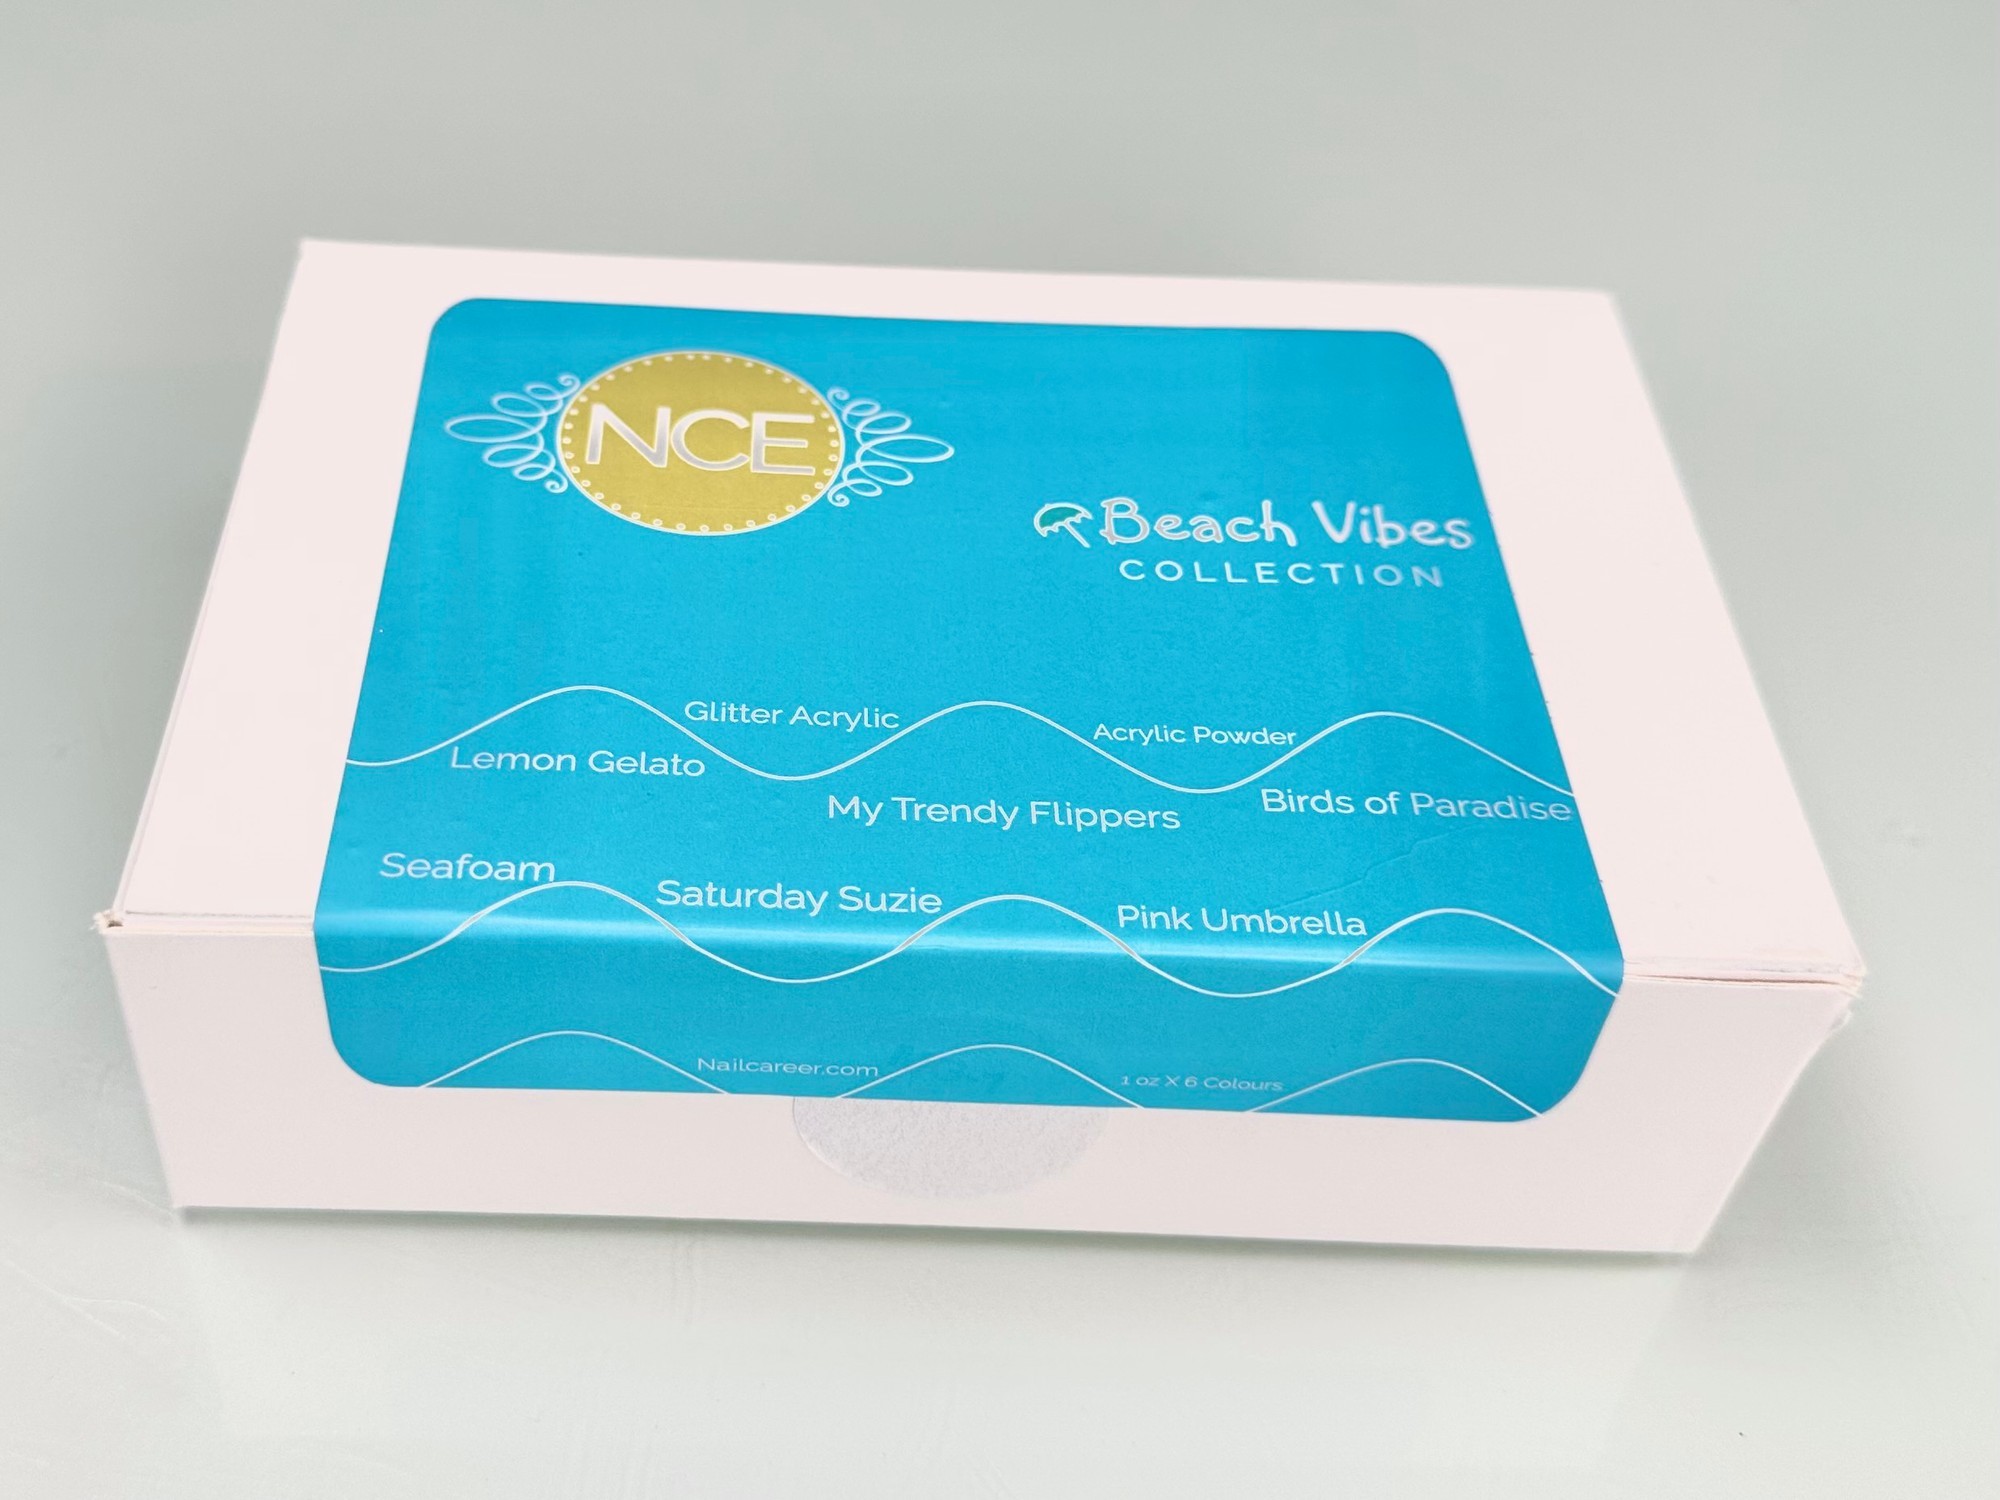 NCE
Beach Vibes
COLLECTION
Glitter Acrylic
Acrylic Powder
Lemon Gelato
My Trendy Flippers
Birds of Paradise
Seafoam
Saturday Suzie
Pink Umbrella
Nailcareer.com
1 oz X 6 Colours